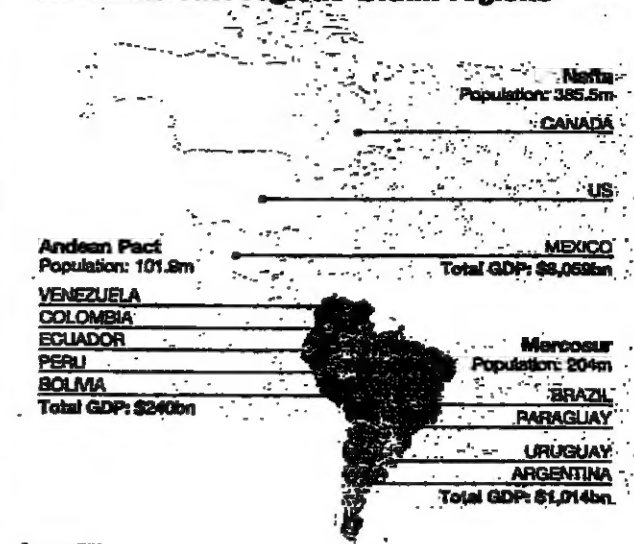 Nafta
Population: 385.5m
CANADA
US
MEXICO
Total GDP: $8,059bn
Andean Pact
Population: 101.9m
VENEZUELA
COLOMBIA
ECUADOR
PERU
BOLIVIA
Total GDP: $240bn
Mercosur
Population: 204m
BRAZIL
PARAGUAY
URUGUAY
ARGENTINA
Total GDP: $1,014bn